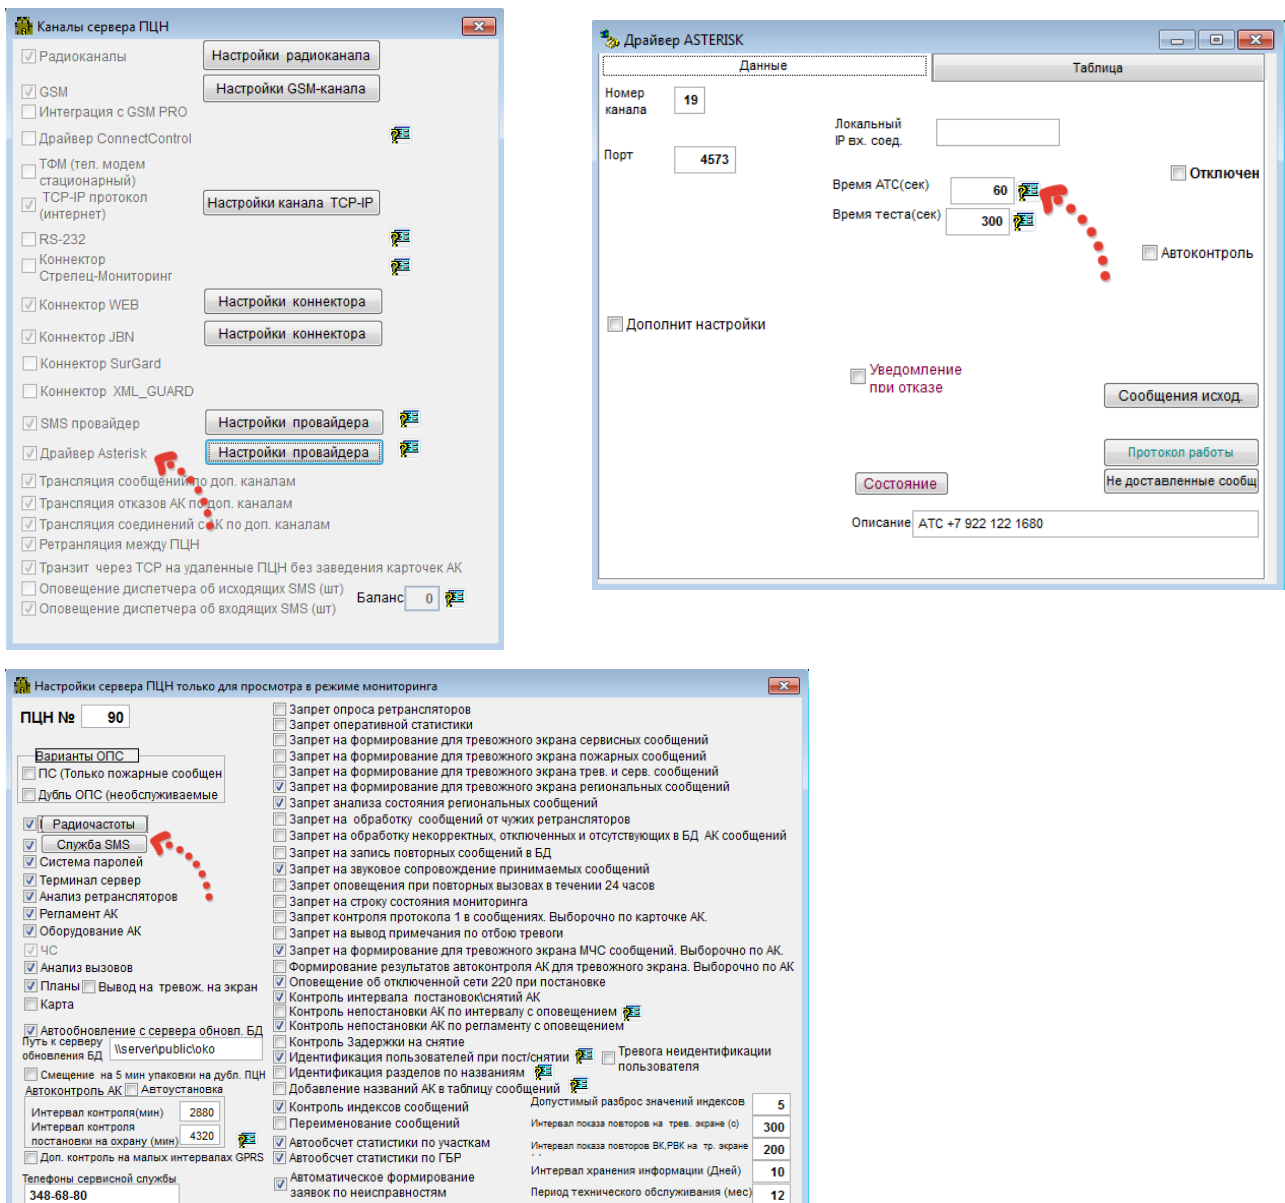 Каналы сервера ПЦН
Радиоканалы
Настройки радиоканала
GSM
Настройки GSM-канала
Интеграция с GSM PRO
Драйвер ConnectControl
ТФМ (тел. модем
стационарный)
TCP-IP протокол
(интернет)
Настройки канала TCP-IP
RS-232
Коннектор
Стрелец-Мониторинг
Коннектор WEB
Настройки коннектора
Коннектор JBN
Настройки коннектора
Коннектор SurGard
Коннектор XML_GUARD
SMS провайдер
Настройки провайдера
Драйвер Asterisk
Настройки провайдера
Трансляция сообщений по доп. каналам
Трансляция отказов АК по доп. каналам
Трансляция соединений с АК по доп. каналам
Ретранляция между ПЦН
Транзит через TCP на удаленные ПЦН без заведения карточек АК
Оповещение диспетчера об исходящих SMS (шт)
Оповещение диспетчера об входящих SMS (шт)
Баланс 0
Драйвер ASTERISK
Данные
Таблица
Номер
канала
19
Локальный
IP вх. соед.
Порт
4573
Отключен
Время АТС(сек)
60
Время теста(сек)
300
Автоконтроль
Дополнит настройки
Уведомление
при отказе
Сообщения исход.
Протокол работы
Состояние
Не доставленные сообщ
Описание АТС +7 922 122 1680
Настройки сервера ПЦН только для просмотра в режиме мониторинга
ПЦН № 90
Варианты ОПС
ПС (Только пожарные сообщен
Дубль ОПС (необслуживаемые
Радиочастоты
Служба SMS
Система паролей
Терминал сервер
Анализ ретрансляторов
Регламент АК
Оборудование АК
ЧС
Анализ вызовов
Планы
Вывод на тревож. на экран
Карта
Автообновление с сервера обновл. БД
Путь к серверу
обновления БД
\\server\public\oko
Смещение на 5 мин упаковки на дубл. ПЦН
Автоконтроль АК
Автоустановка
Интервал контроля(мин) 2880
Интервал контроля
постановки на охрану (мин) 4320
Доп. контроль на малых интервалах GPRS
Телефоны сервисной службы
348-68-80
Запрет опроса ретрансляторов
Запрет оперативной статистики
Запрет на формирование для тревожного экрана сервисных сообщений
Запрет на формирование для тревожного экрана пожарных сообщений
Запрет на формирование для тревожного экрана трев. и серв. сообщений
Запрет на формирование для тревожного экрана региональных сообщений
Запрет анализа состояния региональных сообщений
Запрет на обработку сообщений от чужих ретрансляторов
Запрет на обработку некорректных, отключенных и отсутствующих в БД АК сообщений
Запрет на запись повторных сообщений в БД
Запрет на звуковое сопровождение принимаемых сообщений
Запрет оповещения при повторных вызовах в течении 24 часов
Запрет на строку состояния мониторинга
Запрет контроля протокола 1 в сообщениях. Выборочно по карточке АК.
Запрет на вывод примечания по отбою тревоги
Запрет на формирование для тревожного экрана МЧС сообщений. Выборочно по АК.
Формирование результатов автоконтроля АК для тревожного экрана. Выборочно по АК
Оповещение об отключенной сети 220 при постановке
Контроль интервала постановок\снятий АК
Контроль непостановки АК по интервалу с оповещением
Контроль непостановки АК по регламенту с оповещением
Контроль Задержки на снятие
Идентификация пользователей при пост/снятии
Тревога неидентификации
пользователя
Идентификация разделов по названиям
Добавление названий АК в таблицу сообщений
Контроль индексов сообщений
Допустимый разброс значений индексов 5
Переименование сообщений
Интервал показа повторов на трев. экране (с) 300
Автообсчет статистики по участкам
Интервал показа повторов ВК,РВК на тр. экране 200
Автообсчет статистики по ГБР
Интервал хранения информации (Дней) 10
Автоматическое формирование
заявок по неисправностям
Период технического обслуживания (мес) 12